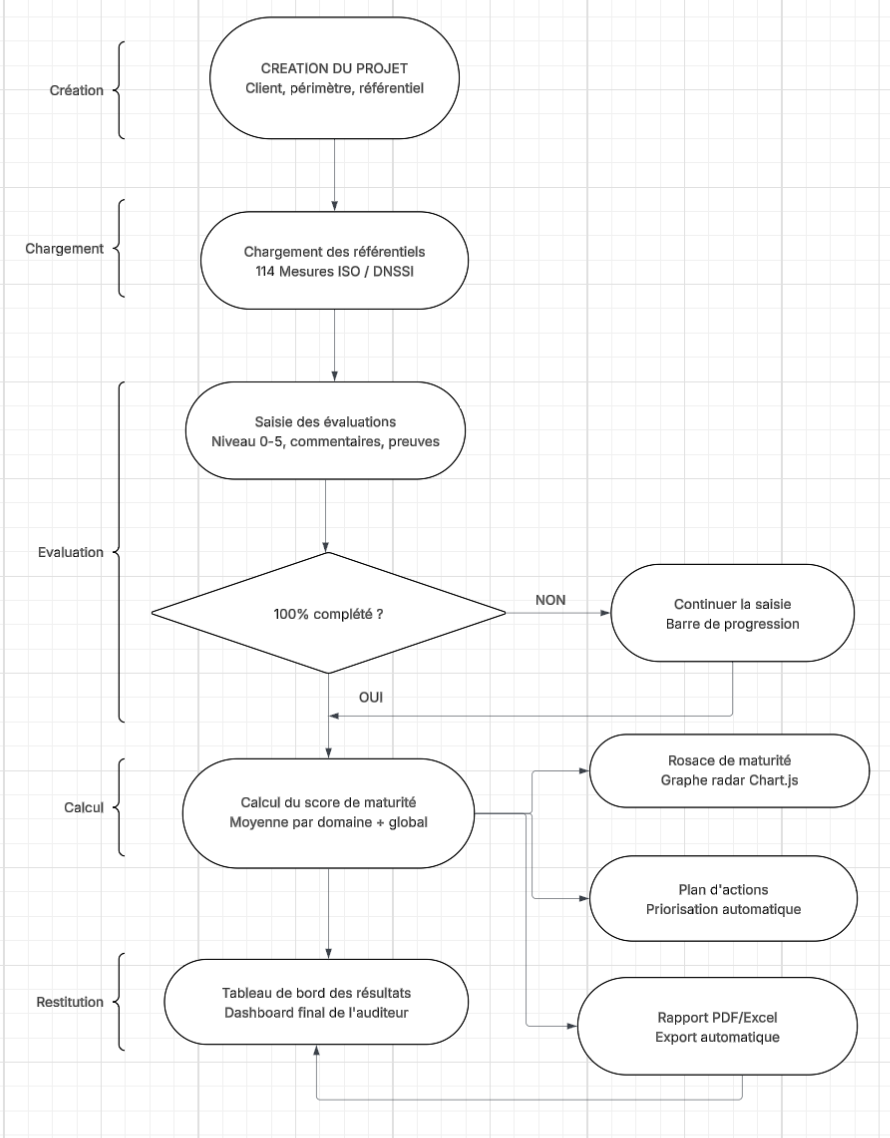 CREATION DU PROJET
Client, périmètre, référentiel
Création
Chargement
Chargement des référentiels
114 Mesures ISO / DNSSI
Saisie des évaluations
Niveau 0-5, commentaires, preuves
Evaluation
100% complété ?
NON
Continuer la saisie
Barre de progression
OUI
Calcul
Calcul du score de maturité
Moyenne par domaine + global
Rosace de maturité
Graphe radar Chart.js
Plan d'actions
Priorisation automatique
Restitution
Tableau de bord des résultats
Dashboard final de l'auditeur
Rapport PDF/Excel
Export automatique